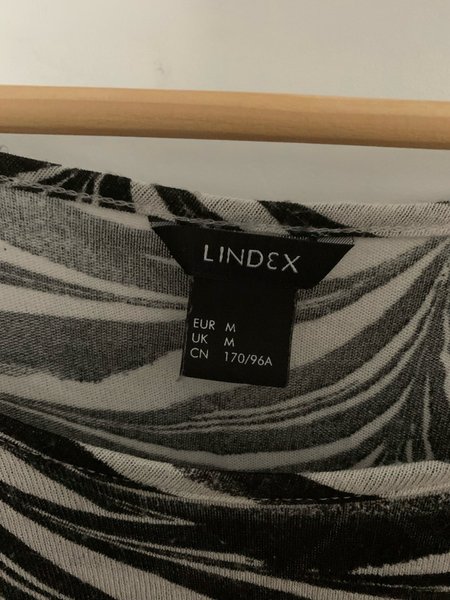 LINDEX
EUR M
UK M
CN 170/96A